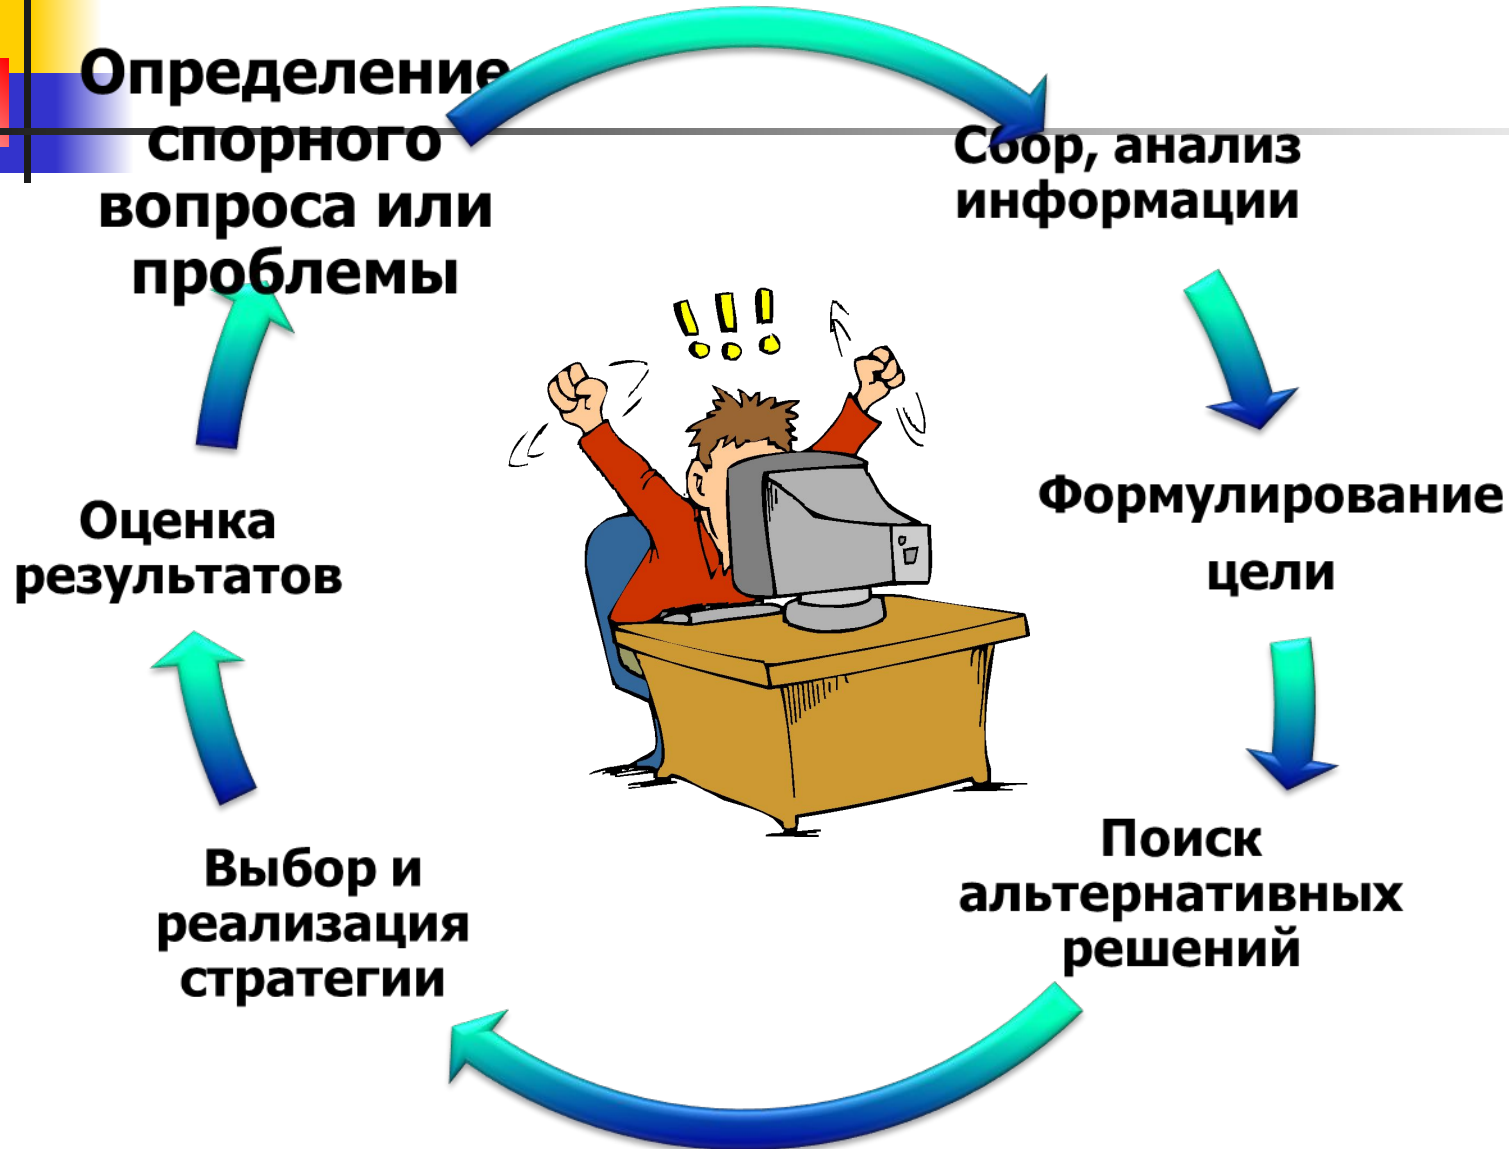 Определение
спорного
вопроса или
проблемы
Сбор, анализ
информации
Формулирование
цели
Поиск
альтернативных
решений
Выбор и
реализация
стратегии
Оценка
результатов
!!!